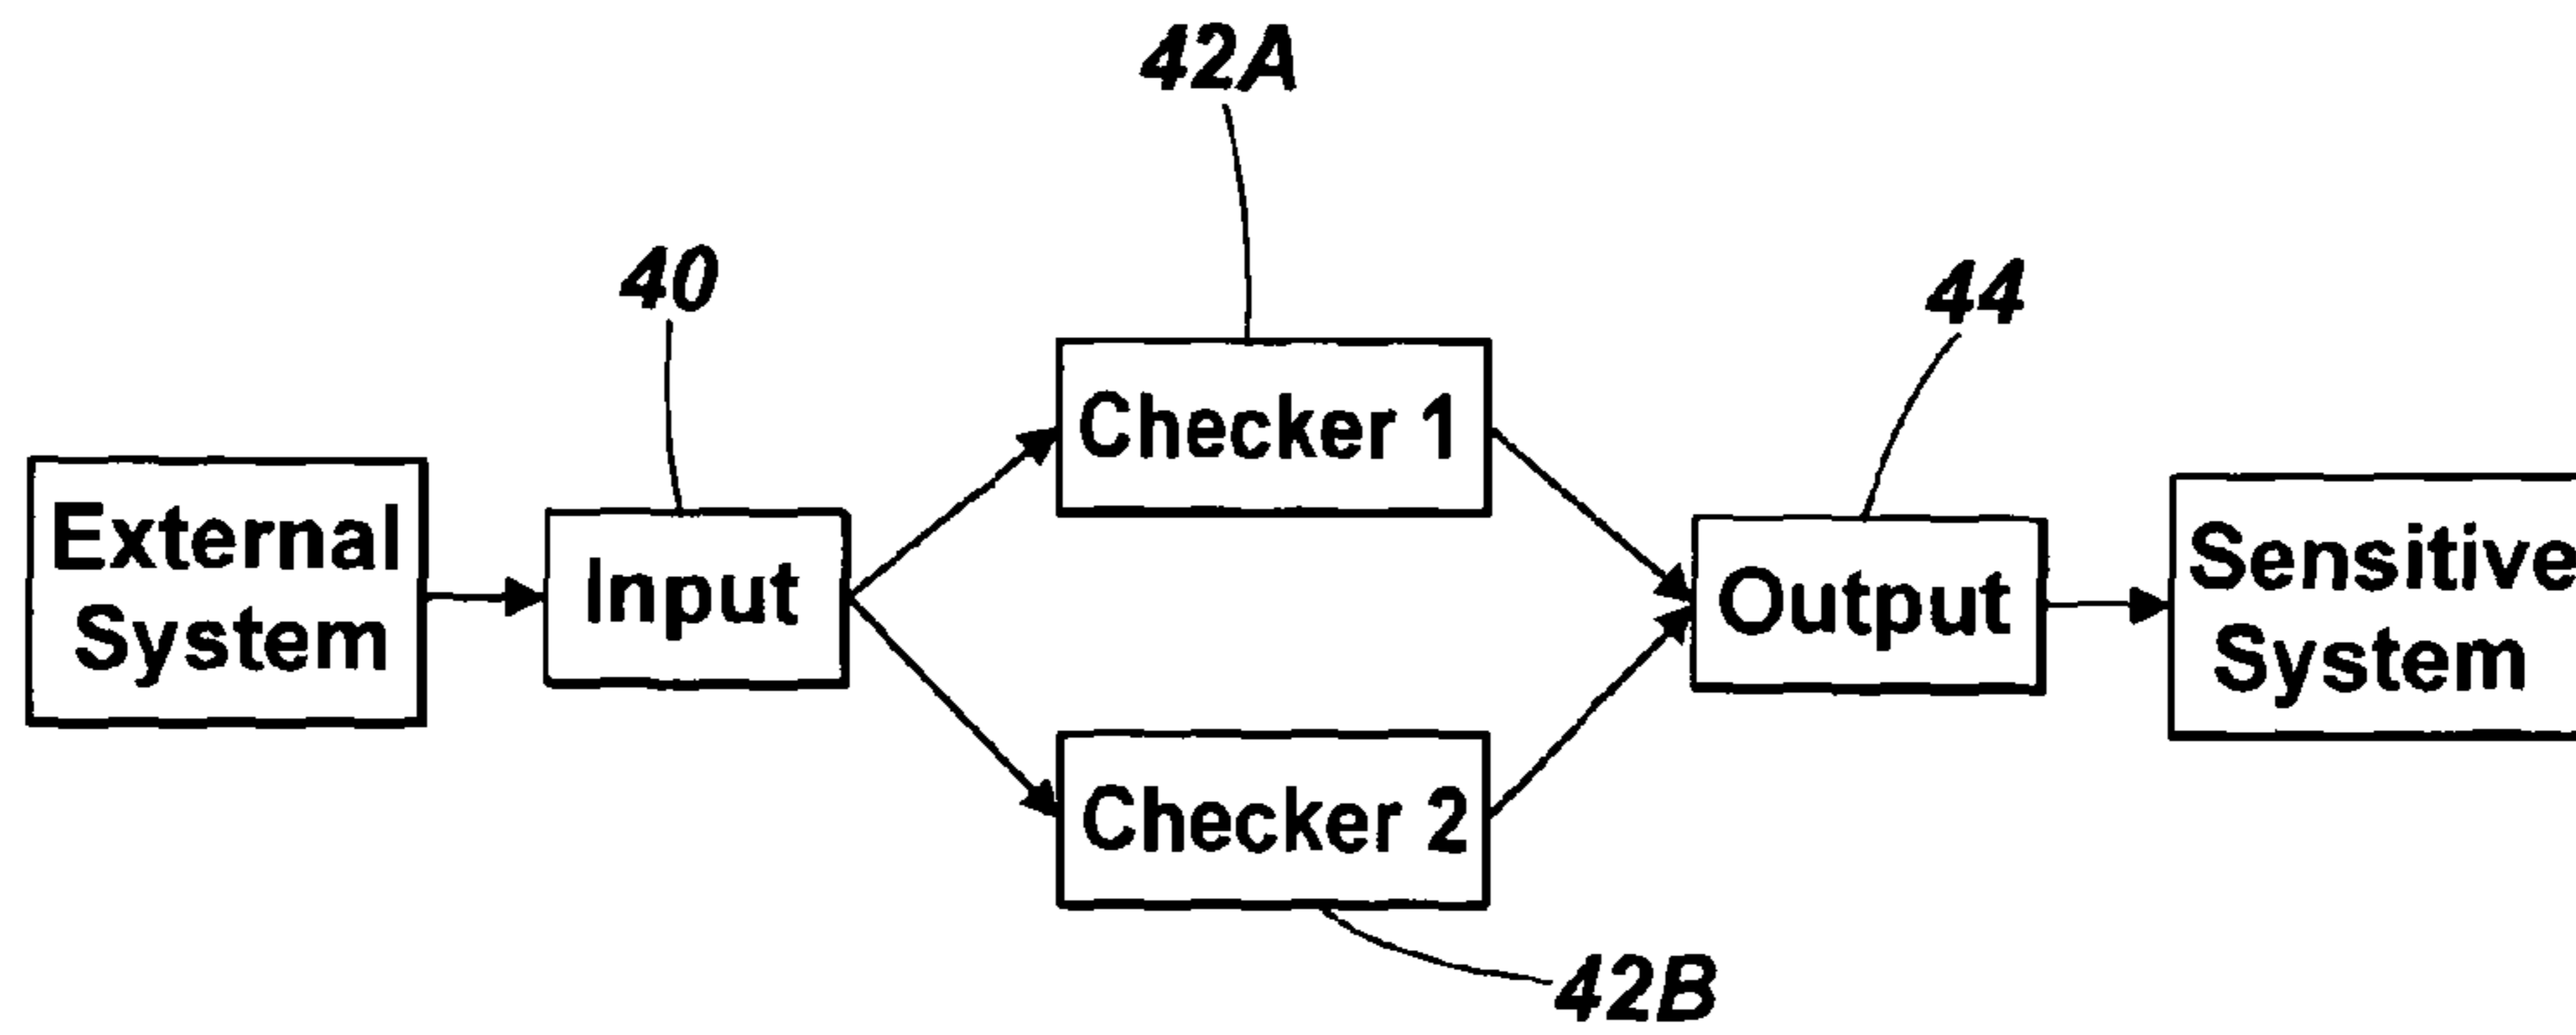 42A
40
44
Checker 1
External
System
Input
Output
Sensitive
System
Checker 2
42B